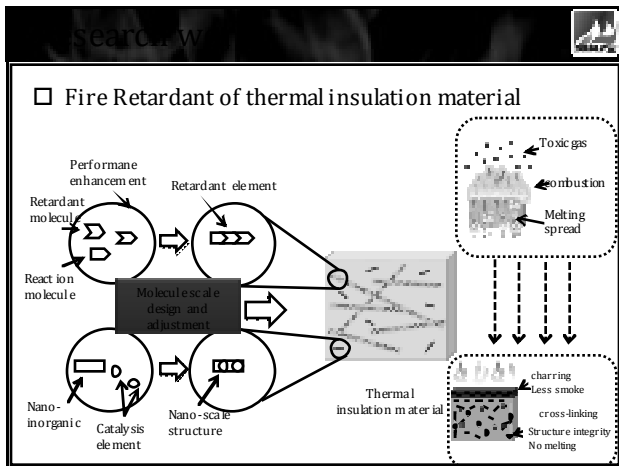 search w
Fire Retardant of thermal insulation material
Performane
enhancement
Retardant
molecule
Retardant element
Reaction
molecule
Molecule scale
design and
adjustment
Nano-
inorganic
Catalysis
element
Nano-scale
structure
Thermal
insulation material
Toxic gas
combustion
Melting
spread
charring
Less smoke
cross-linking
Structure integrity
No melting